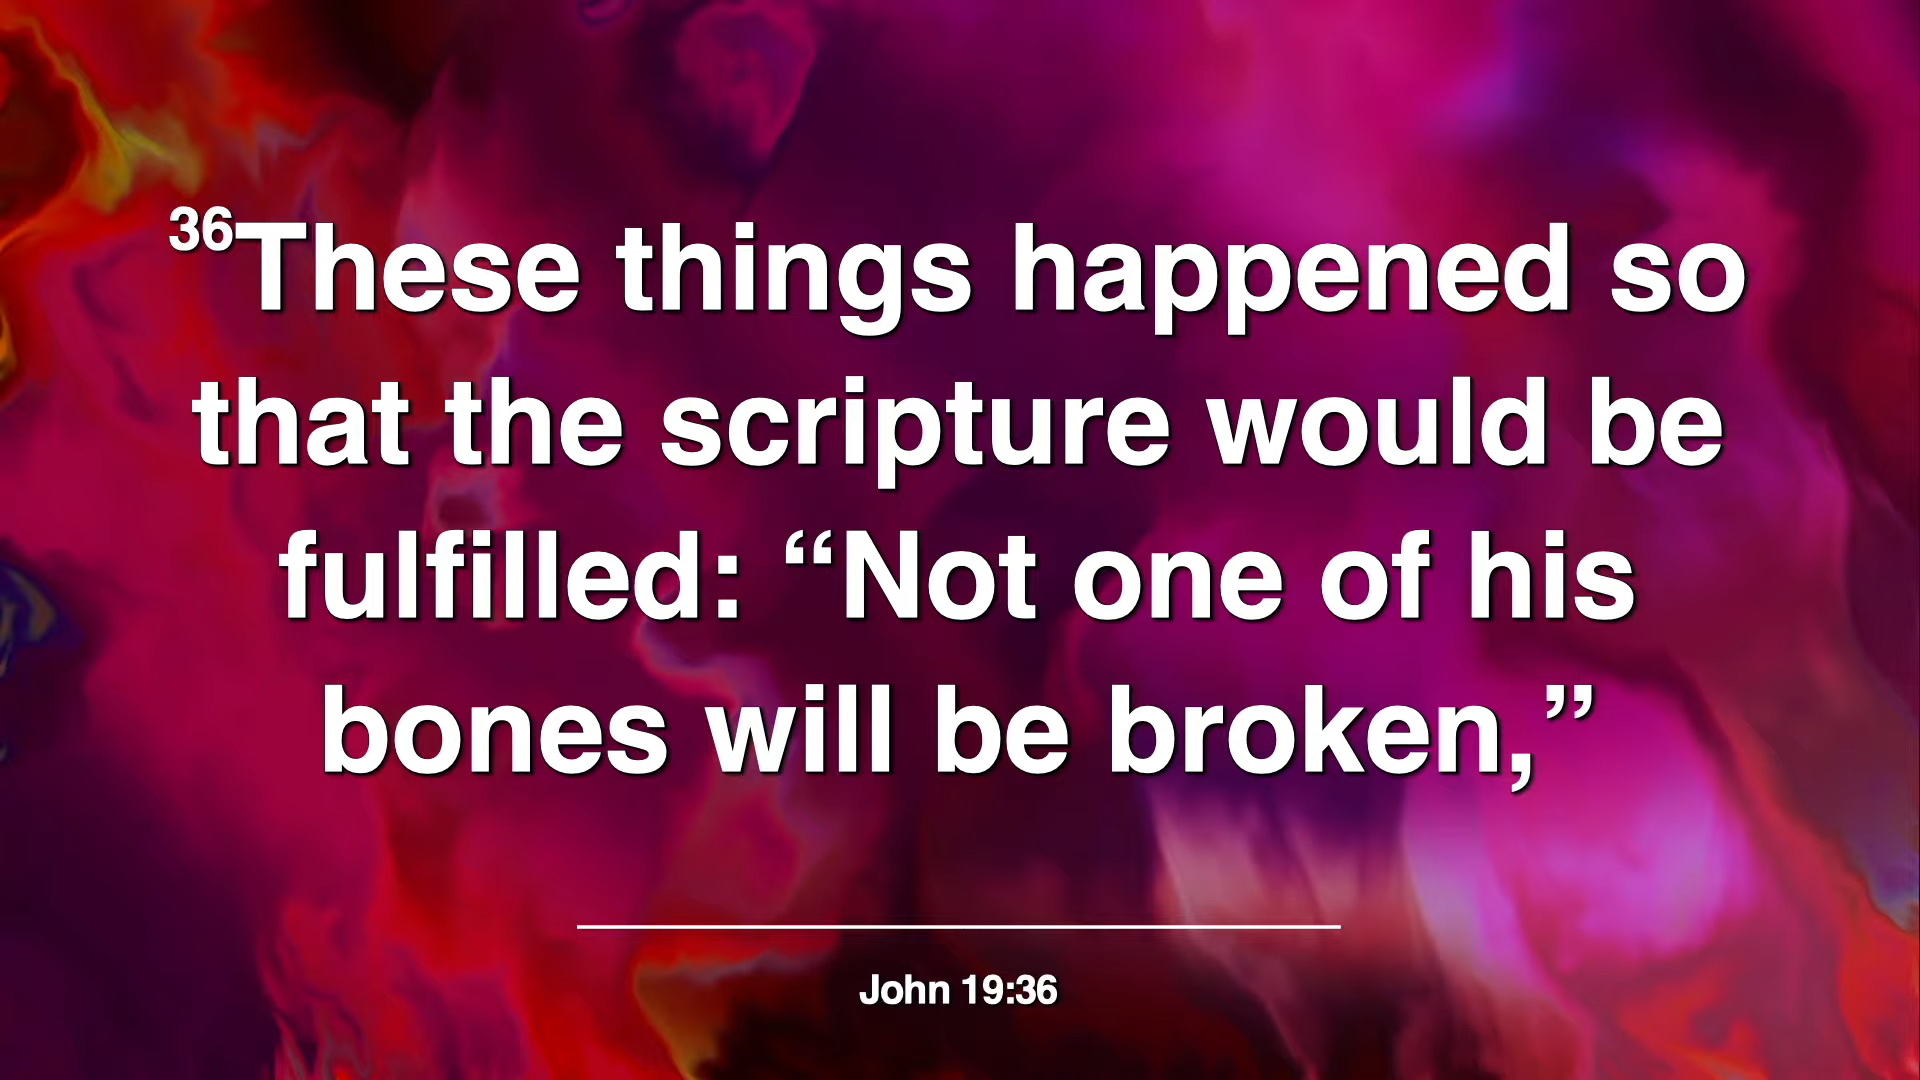 36These things happened so
that the scripture would be
fulfilled: “Not one of his
bones will be broken,”
John 19:36